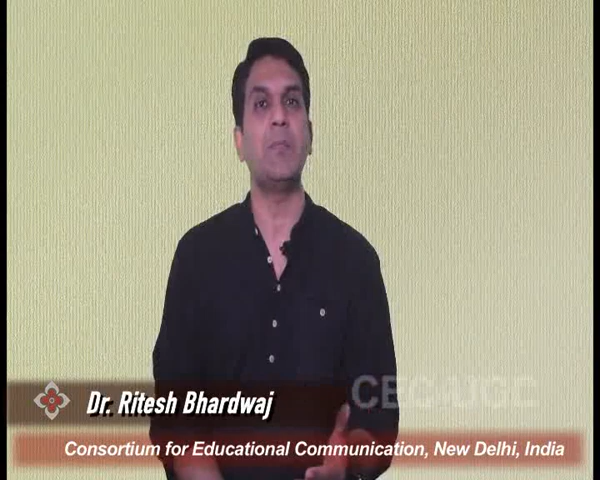 CEC-UGC
Dr. Ritesh Bhardwaj
Consortium for Educational Communication, New Delhi, India